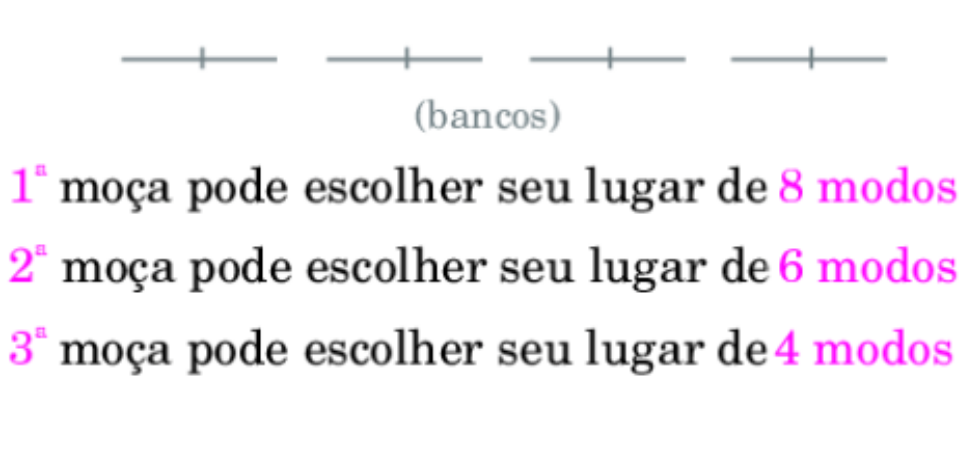 (bancos)
1ª moça pode escolher seu lugar de 8 modos
2ª moça pode escolher seu lugar de 6 modos
3ª moça pode escolher seu lugar de 4 modos